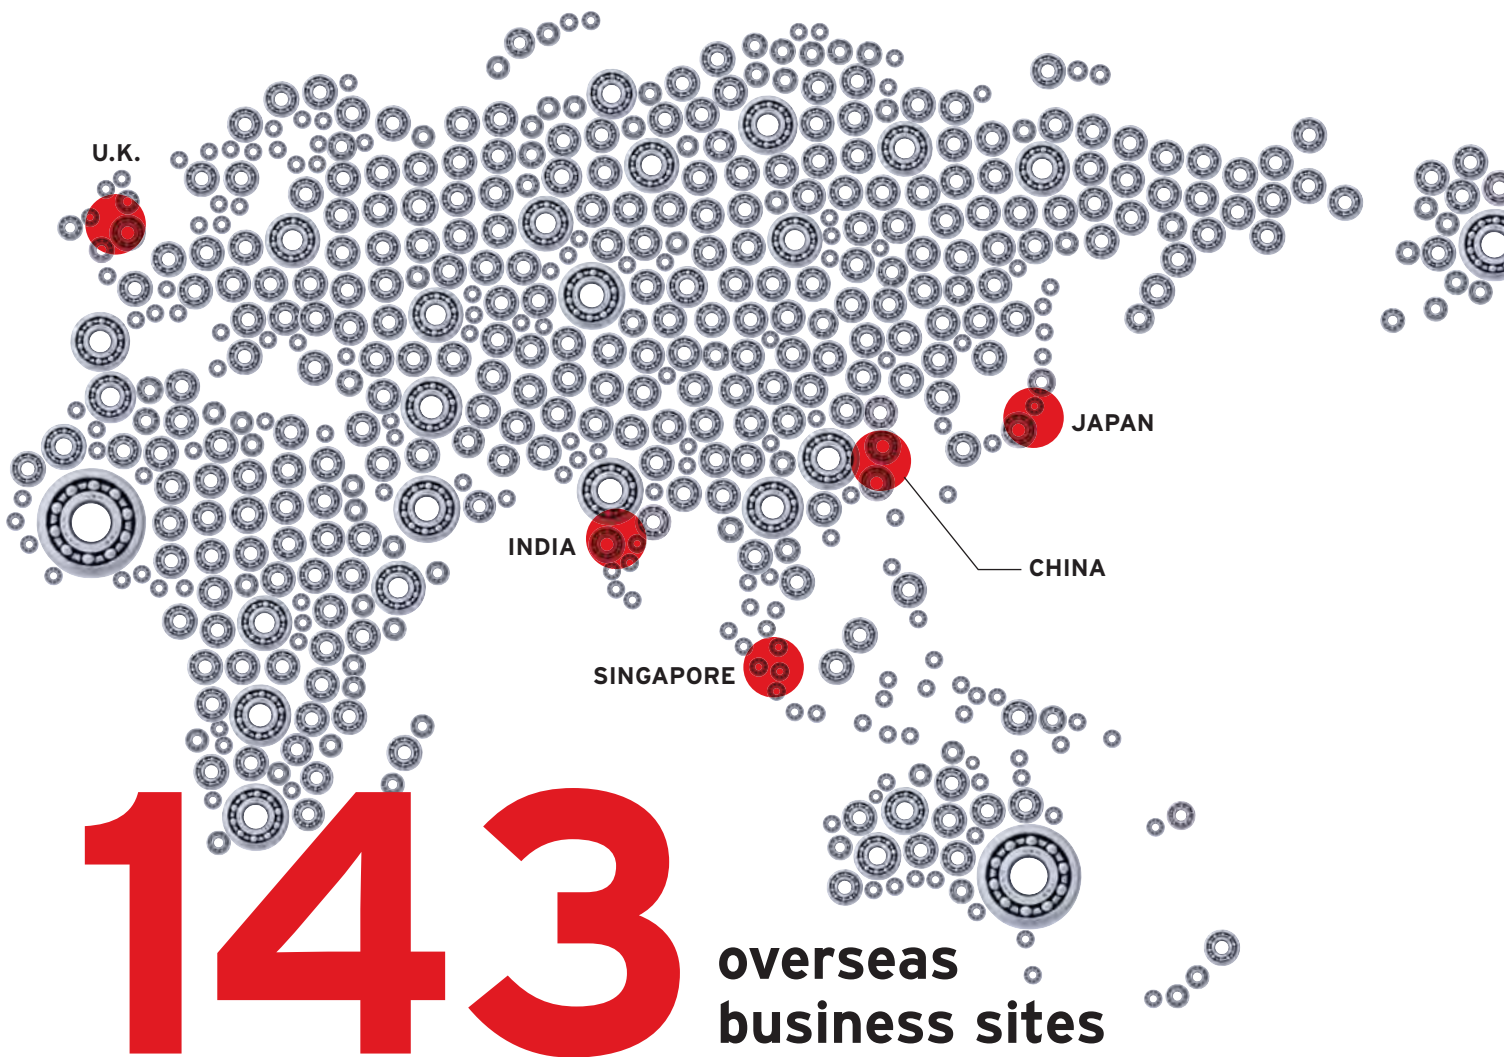 U.K.
JAPAN
INDIA
CHINA
SINGAPORE
143
overseas
business sites